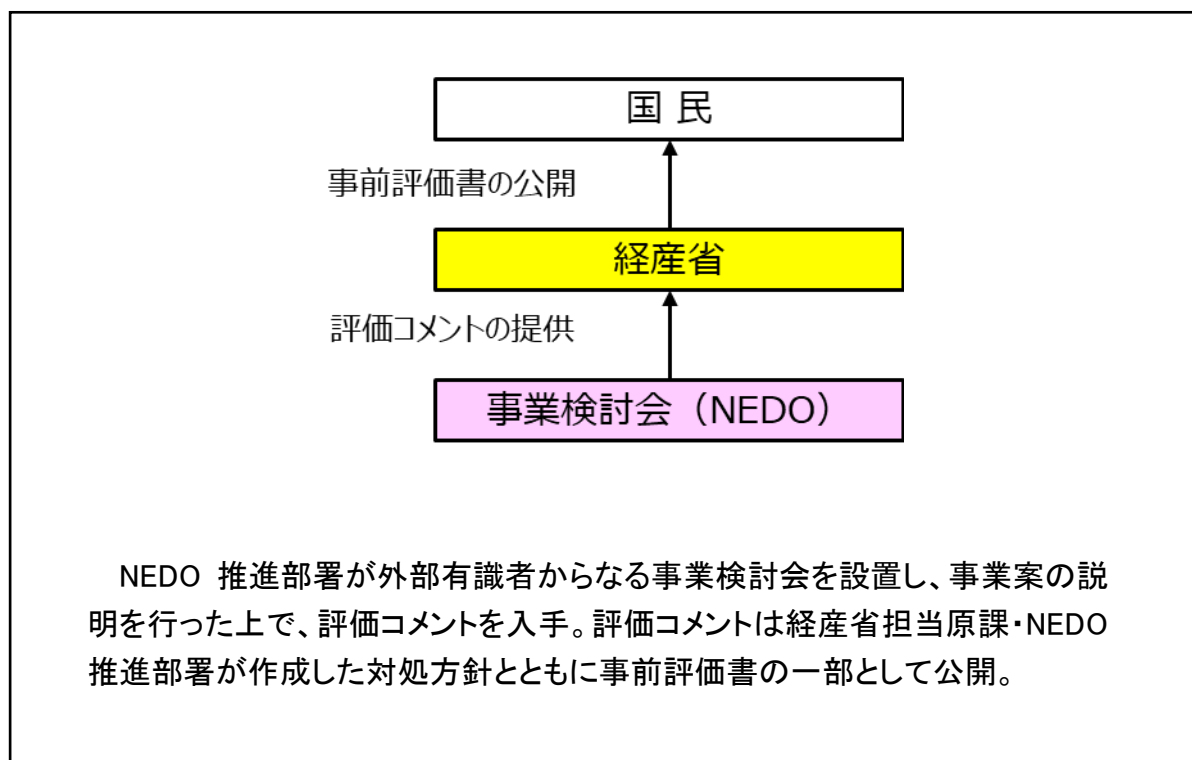 国 民
事前評価書の公開
経産省
評価コメントの提供
事業検討会（NEDO）
NEDO 推進部署が外部有識者からなる事業検討会を設置し、事業案の説
明を行った上で、評価コメントを入手。評価コメントは経産省担当原課・NEDO
推進部署が作成した対処方針とともに事前評価書の一部として公開。